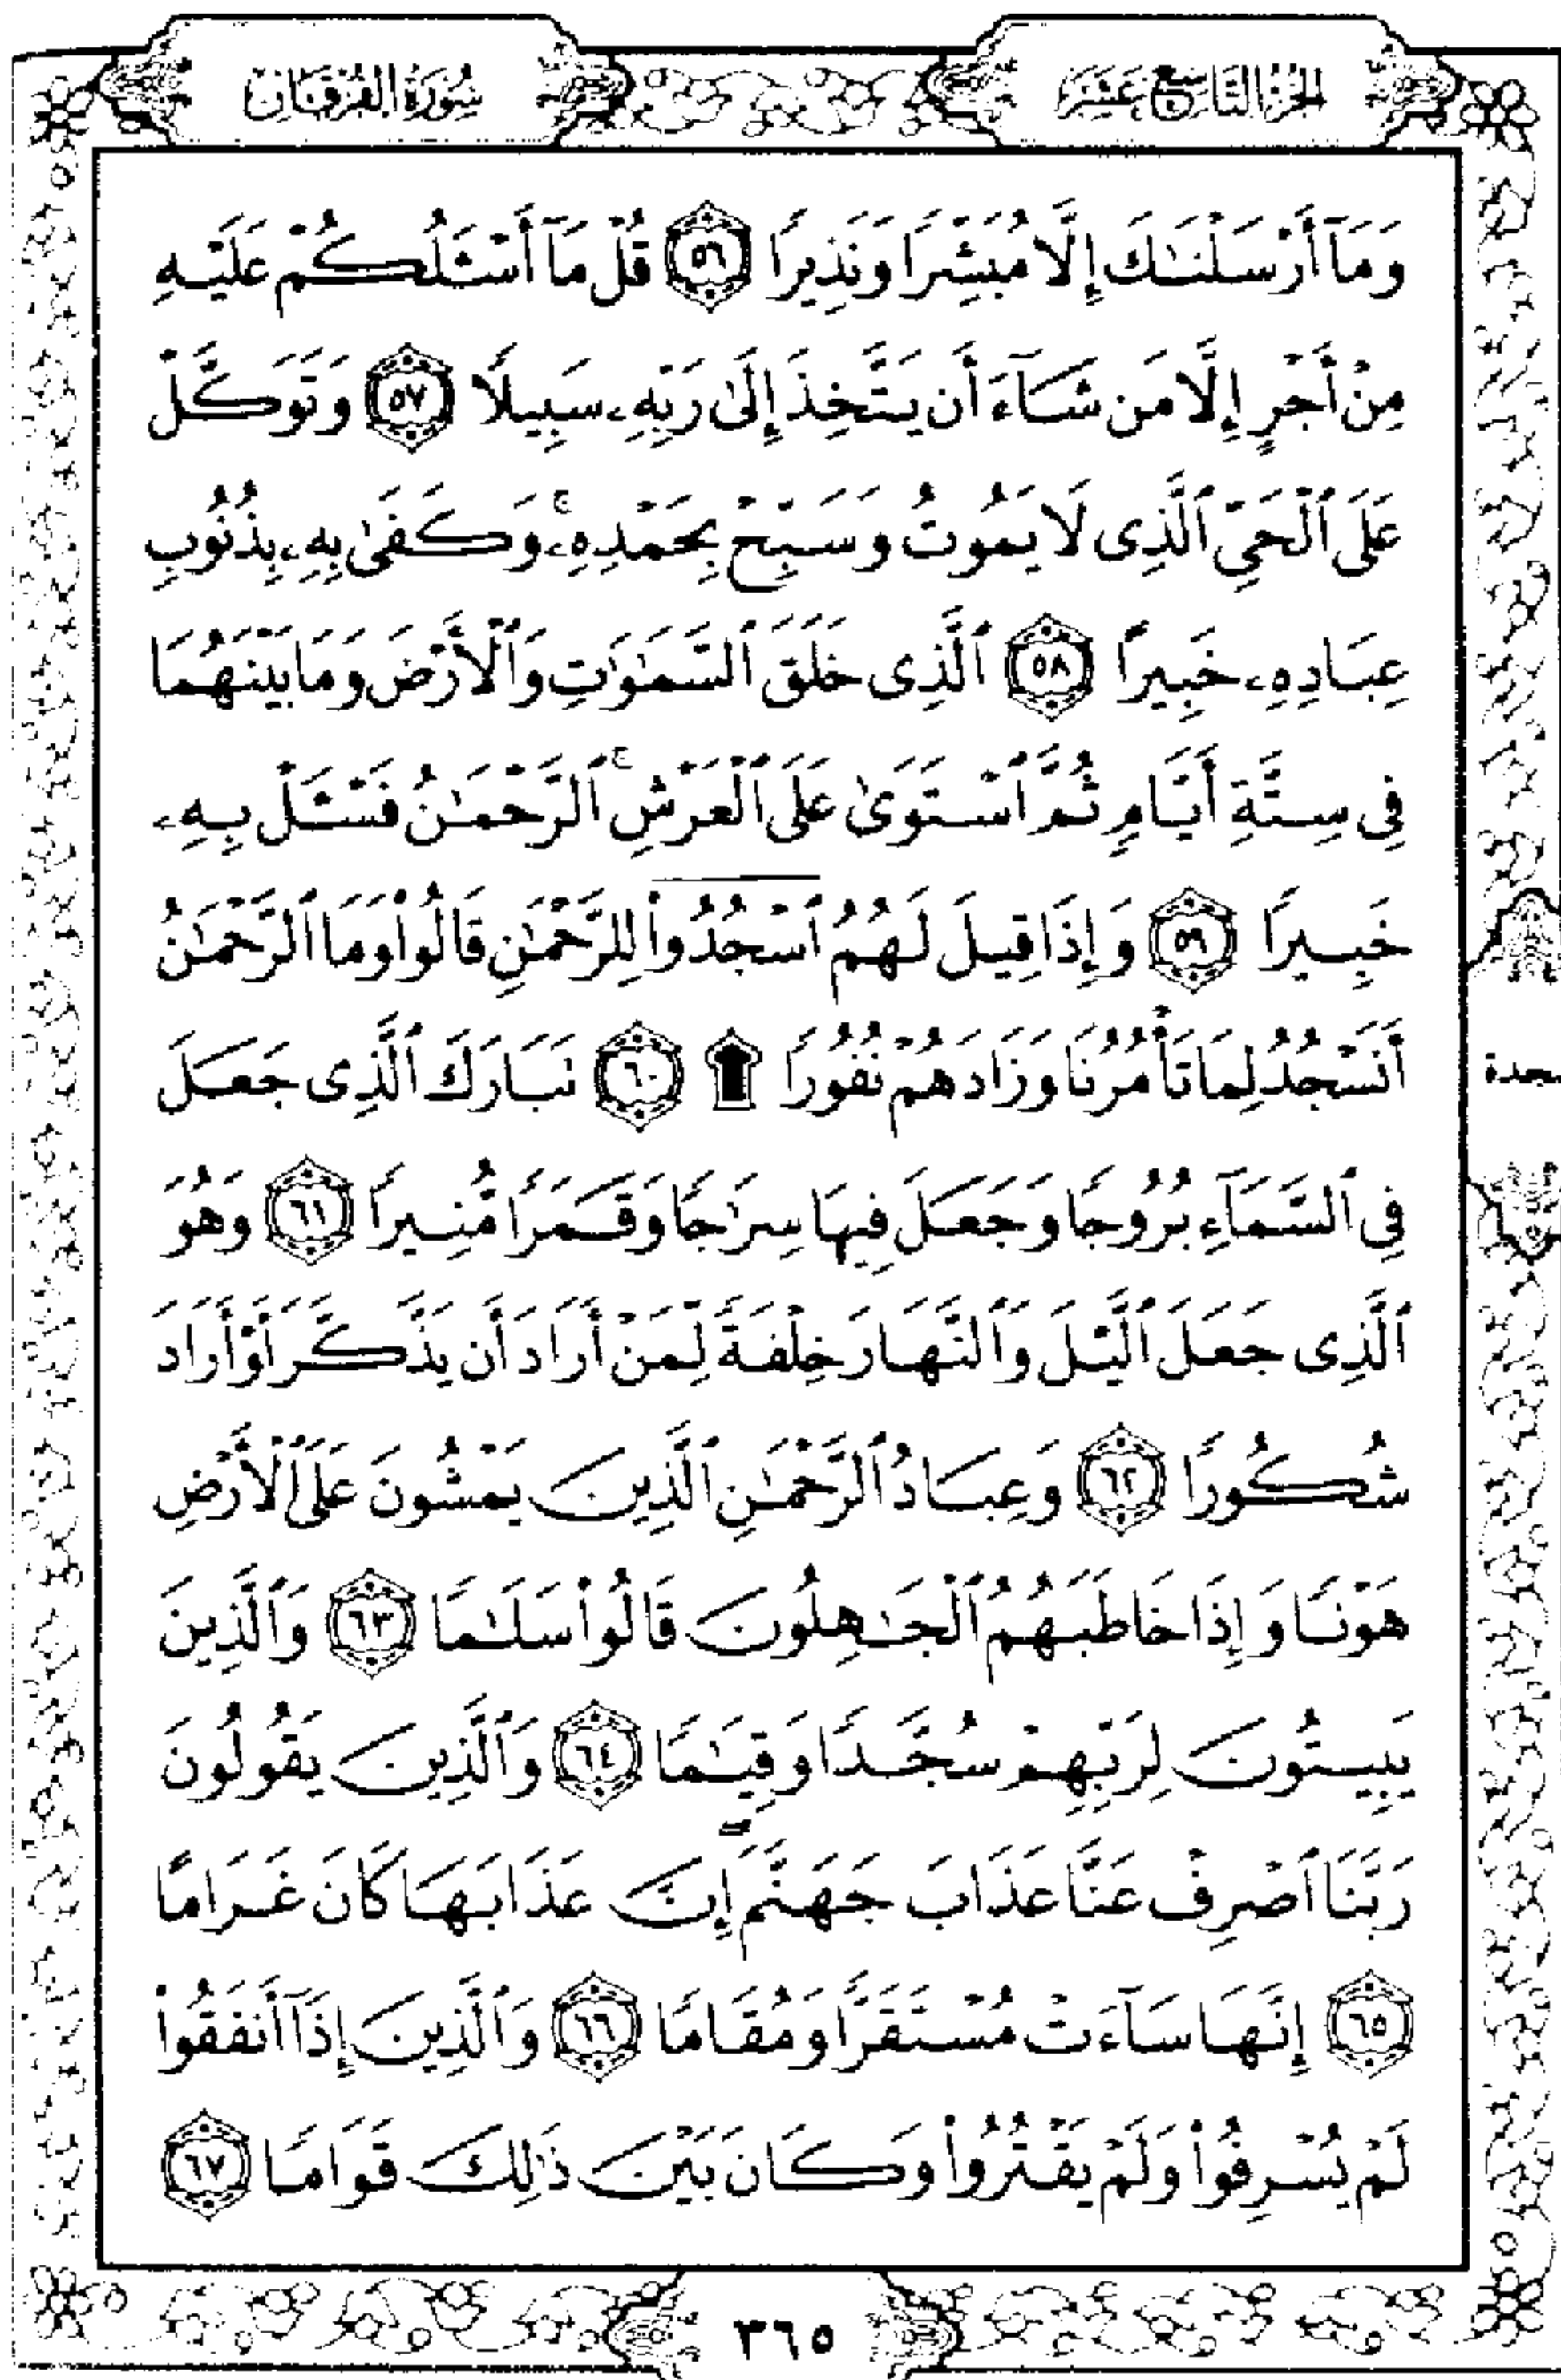 الجزء التاسع عشر
سورة الفرقان
وَمَآ أَرْسَلْنَـٰكَ إِلَّا مُبَشِّرًا وَنَذِيرًا ٥٦ قُلْ مَآ أَسْـَٔلُكُمْ عَلَيْهِ
مِنْ أَجْرٍ إِلَّا مَن شَآءَ أَن يَتَّخِذَ إِلَىٰ رَبِّهِۦ سَبِيلًا ٥٧ وَتَوَكَّلْ
عَلَى ٱلْحَىِّ ٱلَّذِى لَا يَمُوتُ وَسَبِّحْ بِحَمْدِهِۦ ۚ وَكَفَىٰ بِهِۦ بِذُنُوبِ
عِبَادِهِۦ خَبِيرًا ٥٨ ٱلَّذِى خَلَقَ ٱلسَّمَـٰوَٰتِ وَٱلْأَرْضَ وَمَا بَيْنَهُمَا
فِى سِتَّةِ أَيَّامٍ ثُمَّ ٱسْتَوَىٰ عَلَى ٱلْعَرْشِ ۚ ٱلرَّحْمَـٰنُ فَسْـَٔلْ بِهِۦ
خَبِيرًا ٥٩ وَإِذَا قِيلَ لَهُمُ ٱسْجُدُوا۟ لِلرَّحْمَـٰنِ قَالُوا۟ وَمَا ٱلرَّحْمَـٰنُ
أَنَسْجُدُ لِمَا تَأْمُرُنَا وَزَادَهُمْ نُفُورًا ۩ ٦٠ تَبَارَكَ ٱلَّذِى جَعَلَ
سجدة
فِى ٱلسَّمَآءِ بُرُوجًا وَجَعَلَ فِيهَا سِرَٰجًا وَقَمَرًا مُّنِيرًا ٦١ وَهُوَ
ٱلَّذِى جَعَلَ ٱلَّيْلَ وَٱلنَّهَارَ خِلْفَةً لِّمَنْ أَرَادَ أَن يَذَّكَّرَ أَوْ أَرَادَ
شُكُورًا ٦٢ وَعِبَادُ ٱلرَّحْمَـٰنِ ٱلَّذِينَ يَمْشُونَ عَلَى ٱلْأَرْضِ
هَوْنًا وَإِذَا خَاطَبَهُمُ ٱلْجَـٰهِلُونَ قَالُوا۟ سَلَـٰمًا ٦٣ وَٱلَّذِينَ
يَبِيتُونَ لِرَبِّهِمْ سُجَّدًا وَقِيَـٰمًا ٦٤ وَٱلَّذِينَ يَقُولُونَ
رَبَّنَا ٱصْرِفْ عَنَّا عَذَابَ جَهَنَّمَ ۖ إِنَّ عَذَابَهَا كَانَ غَرَامًا
٦٥ إِنَّهَا سَآءَتْ مُسْتَقَرًّا وَمُقَامًا ٦٦ وَٱلَّذِينَ إِذَآ أَنفَقُوا۟
لَمْ يُسْرِفُوا۟ وَلَمْ يَقْتُرُوا۟ وَكَانَ بَيْنَ ذَٰلِكَ قَوَامًا ٦٧
٣٦٥